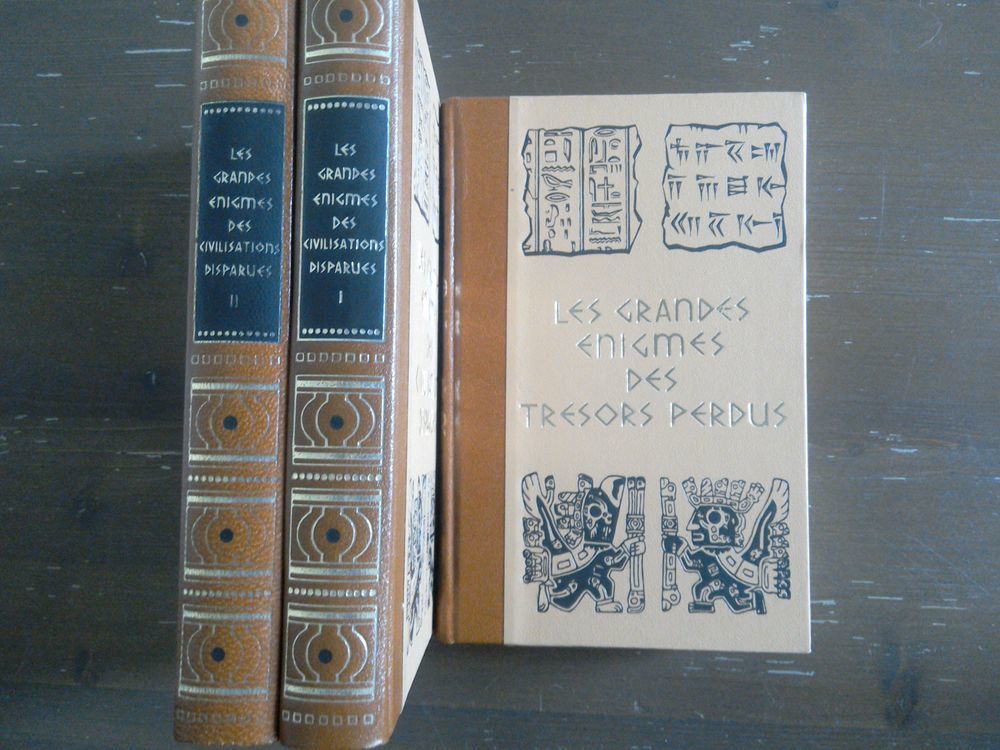 LES
GRANDES
ENIGMES
DES
CIVILISATIONS
DISPARUES
II
LES
GRANDES
ENIGMES
DES
CIVILISATIONS
DISPARUES
I
LES GRANDES
ENIGMES
DES
TRESORS PERDUS